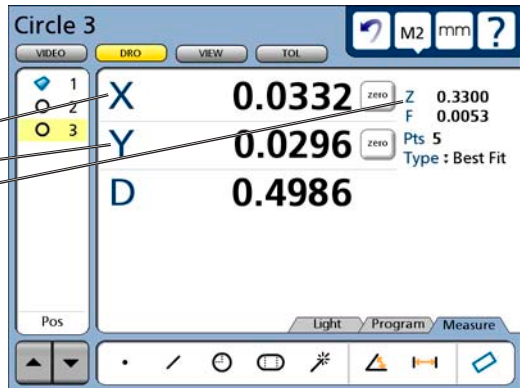 Circle 3
M2 mm ?
VIDEO DRO VIEW TOL
1
2
3
X 0.0332 zero
Y 0.0296 zero
D 0.4986
Z 0.3300
F 0.0053
Pts 5
Type : Best Fit
Pos
Light Program Measure